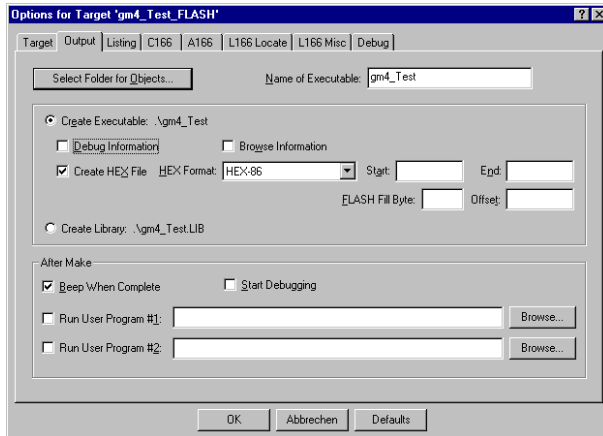 Options for Target 'gm4_Test_FLASH'
Target Output Listing C166 A166 L166 Locate L166 Misc Debug
Select Folder for Objects... Name of Executable: gm4_Test
Create Executable: .\gm4_Test
Debug Information Browse Information
Create HEX File HEX Format: HEX-86 Start: End:
FLASH Fill Byte: Offset:
Create Library: .\gm4_Test.LIB
After Make
Beep When Complete Start Debugging
Run User Program #1: Browse...
Run User Program #2: Browse...
OK Abbrechen Defaults